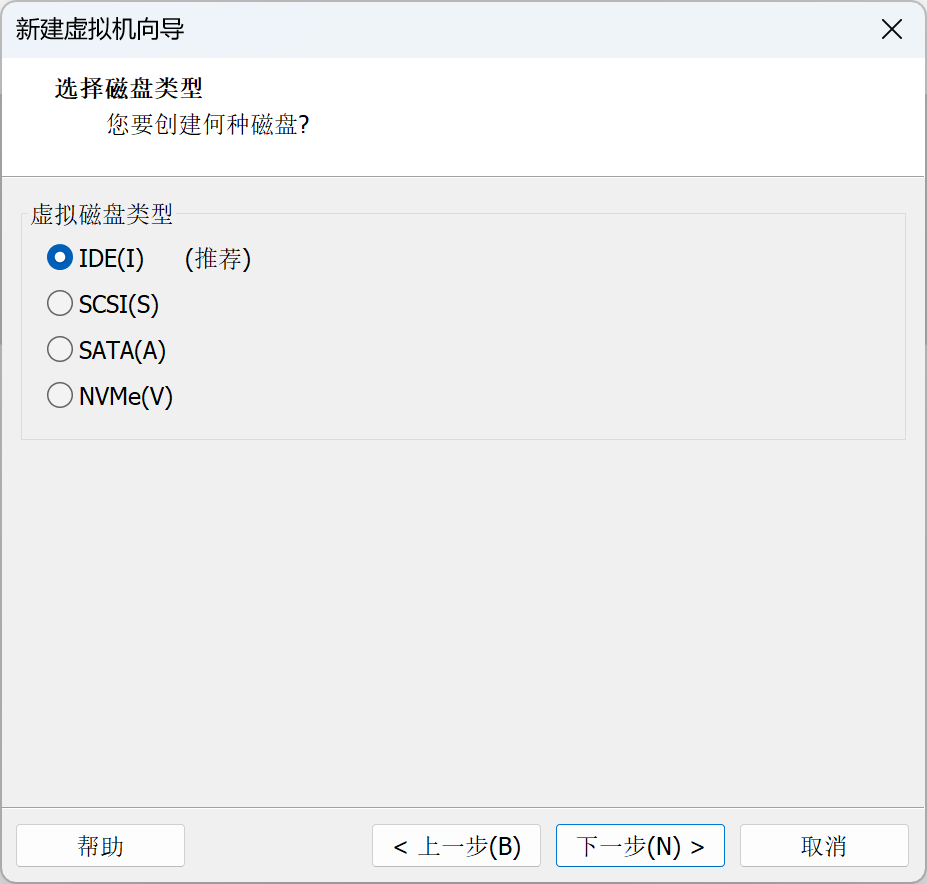 新建虚拟机向导
选择磁盘类型
您要创建何种磁盘?
虚拟磁盘类型
IDE(I) (推荐)
SCSI(S)
SATA(A)
NVMe(V)
帮助 < 上一步(B) 下一步(N) > 取消